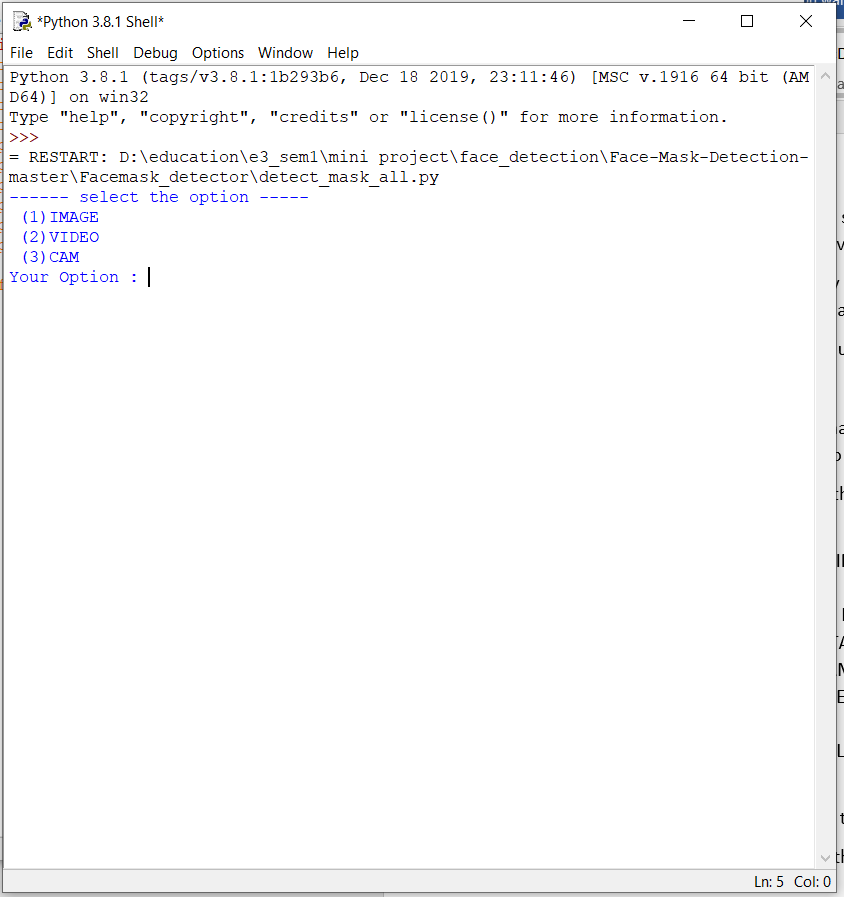 *Python 3.8.1 Shell*
File Edit Shell Debug Options Window Help
Python 3.8.1 (tags/v3.8.1:1b293b6, Dec 18 2019, 23:11:46) [MSC v.1916 64 bit (AM
D64)] on win32
Type "help", "copyright", "credits" or "license()" for more information.
>>>
= RESTART: D:\education\e3_sem1\mini project\face_detection\Face-Mask-Detection-
master\Facemask_detector\detect_mask_all.py
------ select the option -----
(1)IMAGE
(2)VIDEO
(3)CAM
Your Option :
Ln: 5 Col: 0